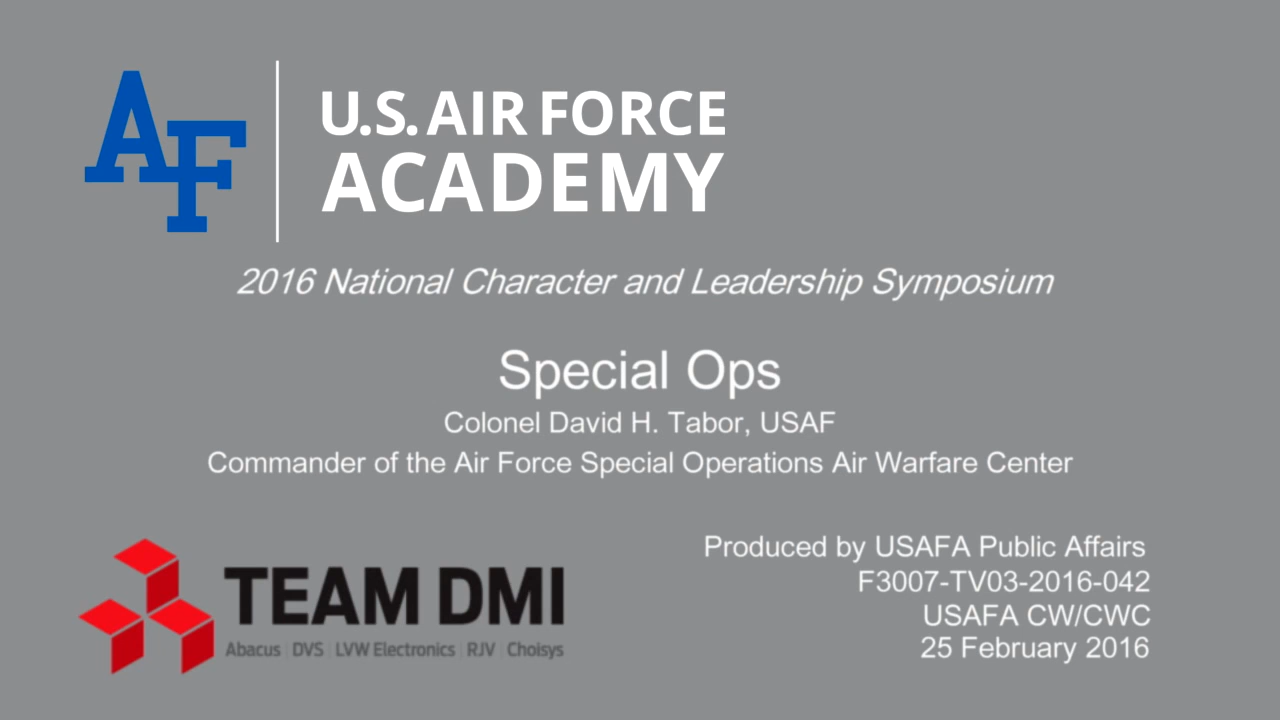 AF
U.S. AIR FORCE
ACADEMY
2016 National Character and Leadership Symposium
Special Ops
Colonel David H. Tabor, USAF
Commander of the Air Force Special Operations Air Warfare Center
Produced by USAFA Public Affairs
F3007-TV03-2016-042
USAFA CW/CWC
25 February 2016
TEAM DMI
Abacus | DVS | LVW Electronics | RJV | Choisys